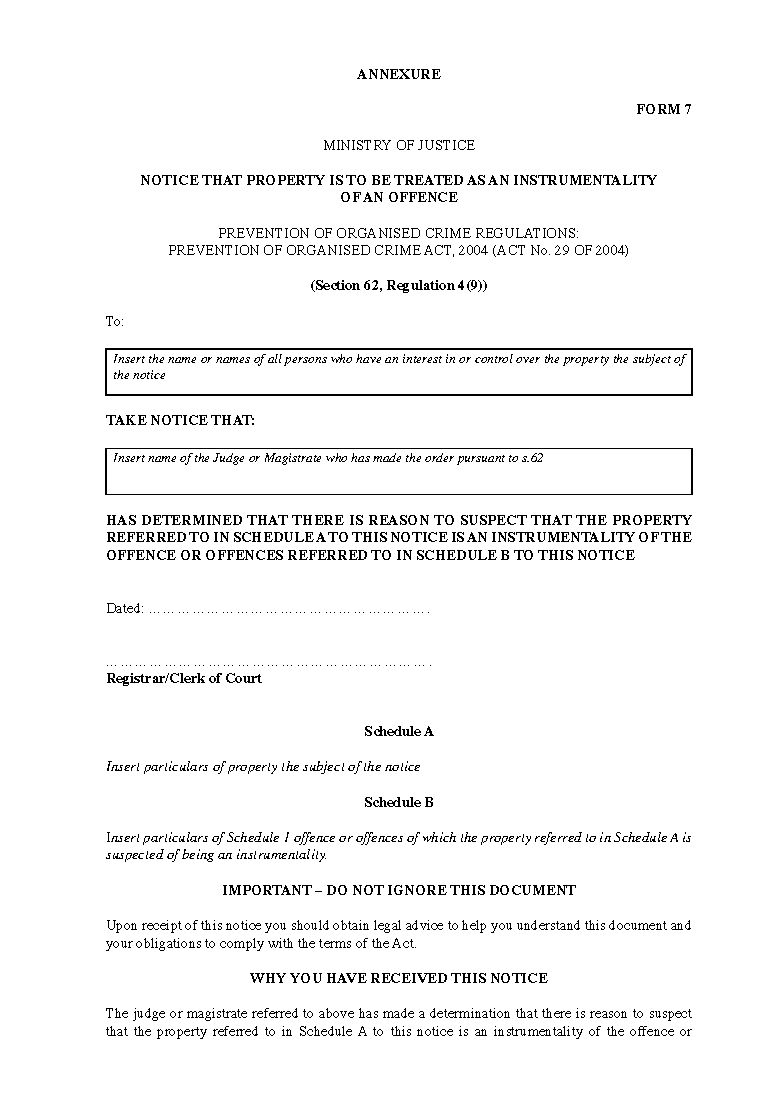 ANNEXURE
FORM 7
MINISTRY OF JUSTICE
NOTICE THAT PROPERTY IS TO BE TREATED AS AN INSTRUMENTALITY
OF AN OFFENCE
PREVENTION OF ORGANISED CRIME REGULATIONS:
PREVENTION OF ORGANISED CRIME ACT, 2004 (ACT No. 29 OF 2004)
(Section 62, Regulation 4(9))
To:
Insert the name or names of all persons who have an interest in or control over the property the subject of
the notice
TAKE NOTICE THAT:
Insert name of the Judge or Magistrate who has made the order pursuant to s.62
HAS DETERMINED THAT THERE IS REASON TO SUSPECT THAT THE PROPERTY
REFERRED TO IN SCHEDULE A TO THIS NOTICE IS AN INSTRUMENTALITY OF THE
OFFENCE OR OFFENCES REFERRED TO IN SCHEDULE B TO THIS NOTICE
Dated: ……………………………………………………
……………………………………………………………
Registrar/Clerk of Court
Schedule A
Insert particulars of property the subject of the notice
Schedule B
Insert particulars of Schedule 1 offence or offences of which the property referred to in Schedule A is
suspected of being an instrumentality.
IMPORTANT – DO NOT IGNORE THIS DOCUMENT
Upon receipt of this notice you should obtain legal advice to help you understand this document and
your obligations to comply with the terms of the Act.
WHY YOU HAVE RECEIVED THIS NOTICE
The judge or magistrate referred to above has made a determination that there is reason to suspect
that the property referred to in Schedule A to this notice is an instrumentality of the offence or